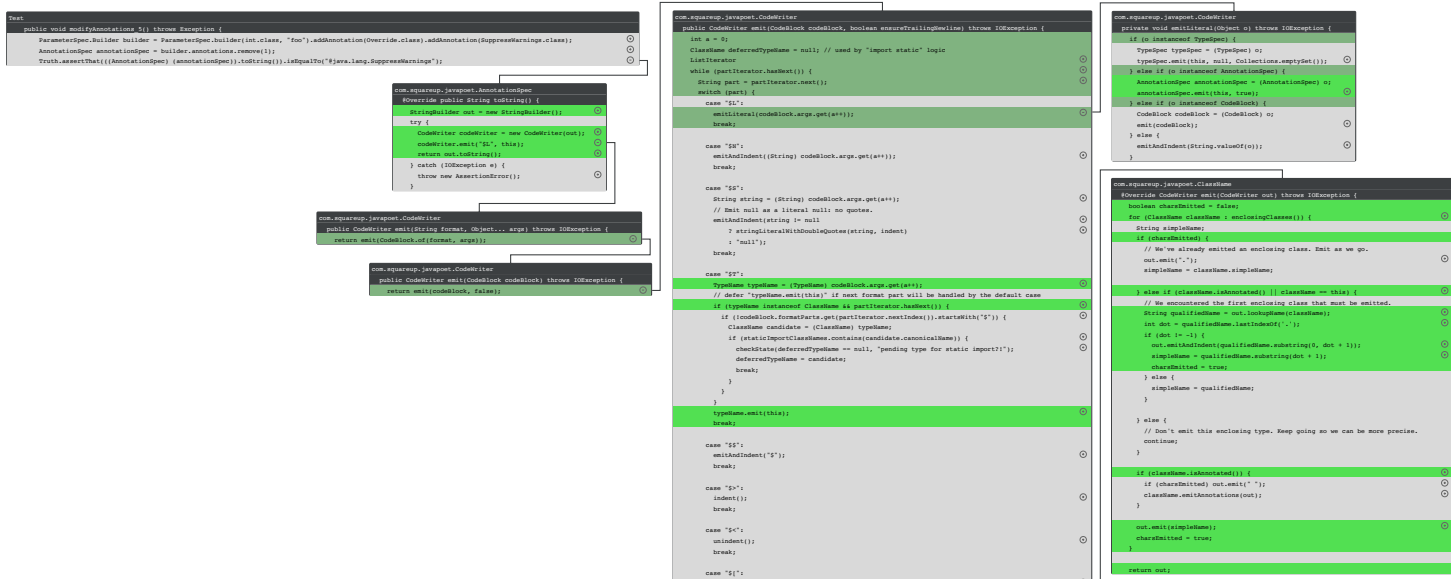 Test
public void modifyAnnotations_5() throws Exception {
ParameterSpec.Builder builder = ParameterSpec.builder(int.class, "foo").addAnnotation(Override.class).addAnnotation(SuppressWarnings.class);
AnnotationSpec annotationSpec = builder.annotations.remove(1);
Truth.assertThat(((AnnotationSpec) (annotationSpec)).toString()).isEqualTo("@java.lang.SuppressWarnings");
com.squareup.javapoet.AnnotationSpec
@Override public String toString() {
StringBuilder out = new StringBuilder();
try {
CodeWriter codeWriter = new CodeWriter(out);
codeWriter.emit("$L", this);
return out.toString();
} catch (IOException e) {
throw new AssertionError();
}
com.squareup.javapoet.CodeWriter
public CodeWriter emit(String format, Object... args) throws IOException {
return emit(CodeBlock.of(format, args));
com.squareup.javapoet.CodeWriter
public CodeWriter emit(CodeBlock codeBlock) throws IOException {
return emit(codeBlock, false);
com.squareup.javapoet.CodeWriter
public CodeWriter emit(CodeBlock codeBlock, boolean ensureTrailingNewline) throws IOException {
int a = 0;
ClassName deferredTypeName = null; // used by "import static" logic
ListIterator
while (partIterator.hasNext()) {
String part = partIterator.next();
switch (part) {
case "$L":
emitLiteral(codeBlock.args.get(a++));
break;
case "$N":
emitAndIndent((String) codeBlock.args.get(a++));
break;
case "$S":
String string = (String) codeBlock.args.get(a++);
// Emit null as a literal null: no quotes.
emitAndIndent(string != null
? stringLiteralWithDoubleQuotes(string, indent)
: "null");
break;
case "$T":
TypeName typeName = (TypeName) codeBlock.args.get(a++);
// defer "typeName.emit(this)" if next format part will be handled by the default case
if (typeName instanceof ClassName && partIterator.hasNext()) {
if (!codeBlock.formatParts.get(partIterator.nextIndex()).startsWith("$")) {
ClassName candidate = (ClassName) typeName;
if (staticImportClassNames.contains(candidate.canonicalName)) {
checkState(deferredTypeName == null, "pending type for static import?!");
deferredTypeName = candidate;
break;
}
}
}
typeName.emit(this);
break;
case "$$":
emitAndIndent("$");
break;
case "$>":
indent();
break;
case "$<":
unindent();
break;
case "$[":
com.squareup.javapoet.CodeWriter
private void emitLiteral(Object o) throws IOException {
if (o instanceof TypeSpec) {
TypeSpec typeSpec = (TypeSpec) o;
typeSpec.emit(this, null, Collections.emptySet());
} else if (o instanceof AnnotationSpec) {
AnnotationSpec annotationSpec = (AnnotationSpec) o;
annotationSpec.emit(this, true);
} else if (o instanceof CodeBlock) {
CodeBlock codeBlock = (CodeBlock) o;
emit(codeBlock);
} else {
emitAndIndent(String.valueOf(o));
}
com.squareup.javapoet.ClassName
@Override CodeWriter emit(CodeWriter out) throws IOException {
boolean charsEmitted = false;
for (ClassName className : enclosingClasses()) {
String simpleName;
if (charsEmitted) {
// We've already emitted an enclosing class. Emit as we go.
out.emit(".");
simpleName = className.simpleName;
} else if (className.isAnnotated() || className == this) {
// We encountered the first enclosing class that must be emitted.
String qualifiedName = out.lookupName(className);
int dot = qualifiedName.lastIndexOf('.');
if (dot != -1) {
out.emitAndIndent(qualifiedName.substring(0, dot + 1));
simpleName = qualifiedName.substring(dot + 1);
charsEmitted = true;
} else {
simpleName = qualifiedName;
}
} else {
// Don't emit this enclosing type. Keep going so we can be more precise.
continue;
}
if (className.isAnnotated()) {
if (charsEmitted) out.emit(" ");
className.emitAnnotations(out);
}
out.emit(simpleName);
charsEmitted = true;
}
return out;